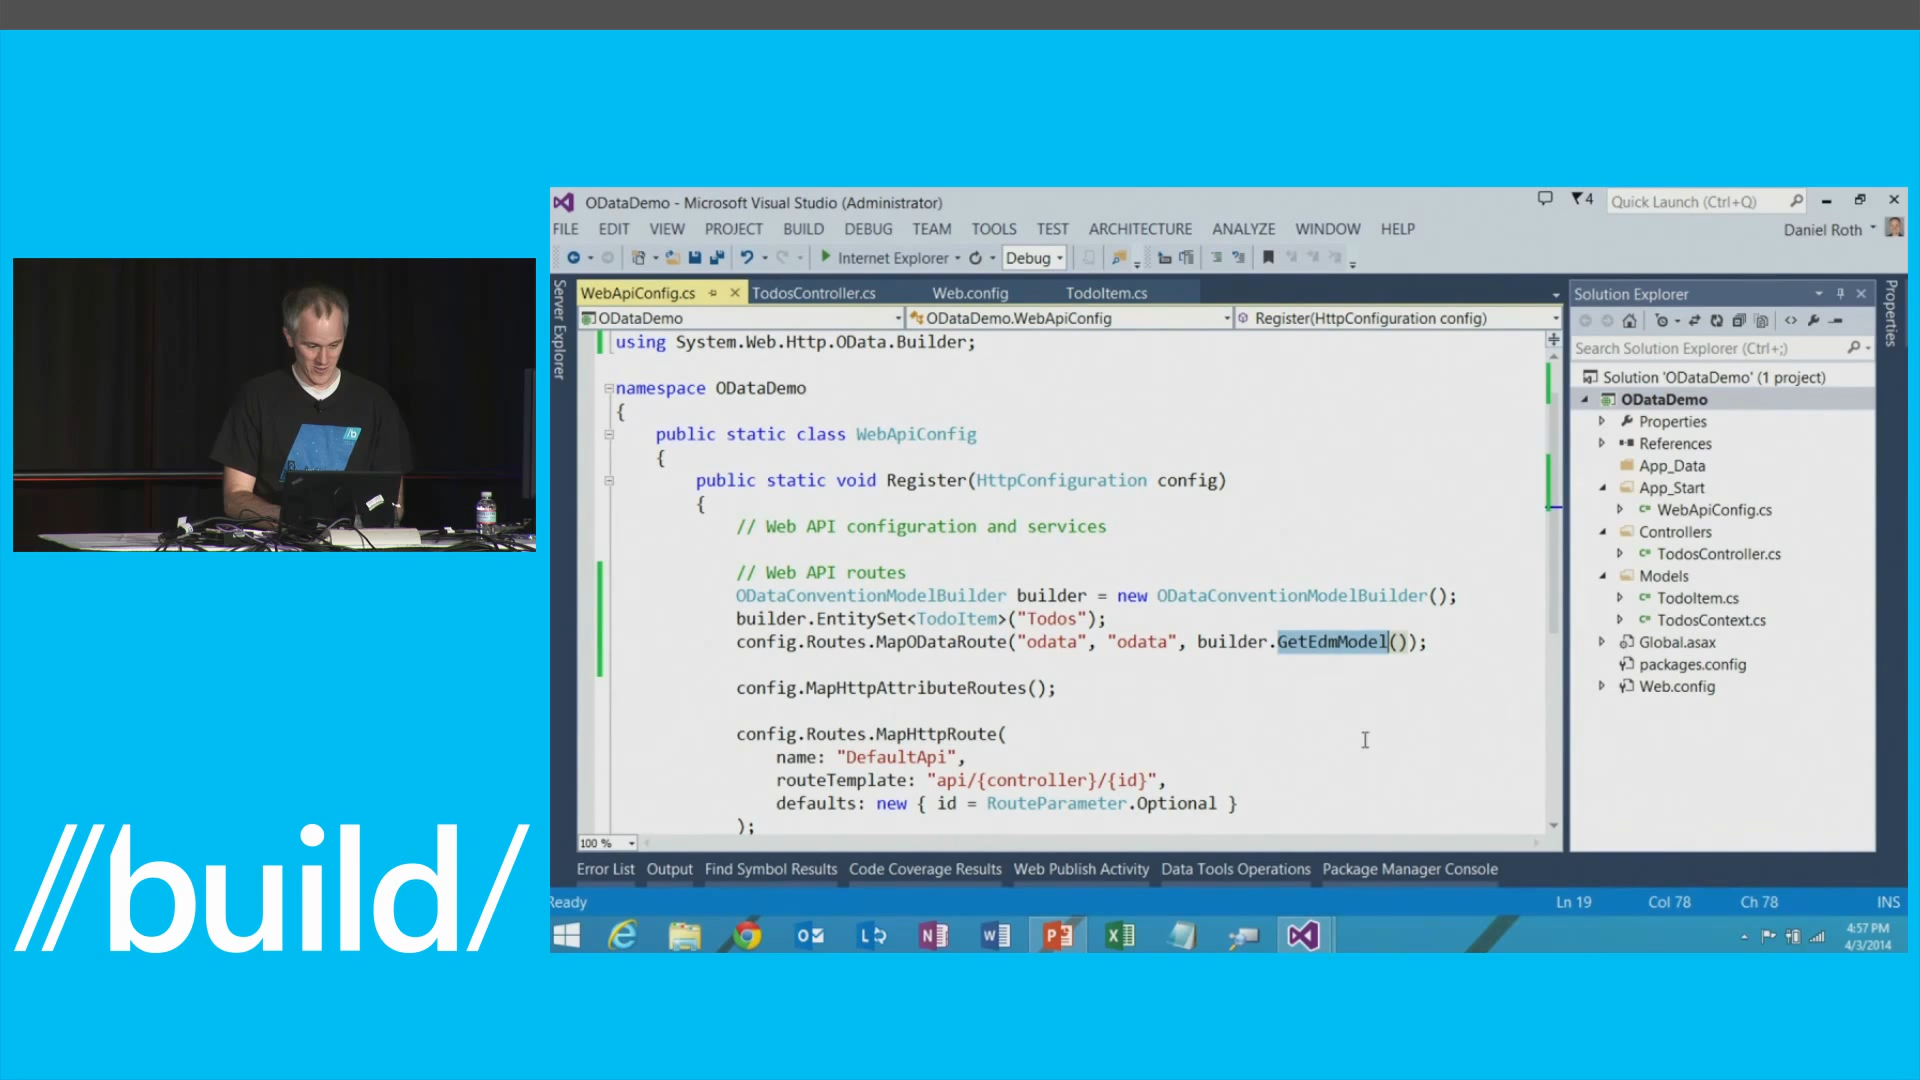 ODataDemo - Microsoft Visual Studio (Administrator)
4
Quick Launch (Ctrl+Q)
FILE EDIT VIEW PROJECT BUILD DEBUG TEAM TOOLS TEST ARCHITECTURE ANALYZE WINDOW HELP
Daniel Roth
Internet Explorer
Debug
Server Explorer
WebApiConfig.cs
TodosController.cs
Web.config
TodoItem.cs
ODataDemo
ODataDemo.WebApiConfig
Register(HttpConfiguration config)
using System.Web.Http.OData.Builder;
namespace ODataDemo
{
public static class WebApiConfig
{
public static void Register(HttpConfiguration config)
{
// Web API configuration and services
// Web API routes
ODataConventionModelBuilder builder = new ODataConventionModelBuilder();
builder.EntitySet<TodoItem>("Todos");
config.Routes.MapODataRoute("odata", "odata", builder.GetEdmModel());
config.MapHttpAttributeRoutes();
config.Routes.MapHttpRoute(
name: "DefaultApi",
routeTemplate: "api/{controller}/{id}",
defaults: new { id = RouteParameter.Optional }
);
100 %
Solution Explorer
Search Solution Explorer (Ctrl+;)
Solution 'ODataDemo' (1 project)
ODataDemo
Properties
References
App_Data
App_Start
WebApiConfig.cs
Controllers
TodosController.cs
Models
TodoItem.cs
TodosContext.cs
Global.asax
packages.config
Web.config
Properties
Error List Output Find Symbol Results Code Coverage Results Web Publish Activity Data Tools Operations Package Manager Console
Ready
Ln 19 Col 78 Ch 78 INS
4:57 PM
4/3/2014
//build/